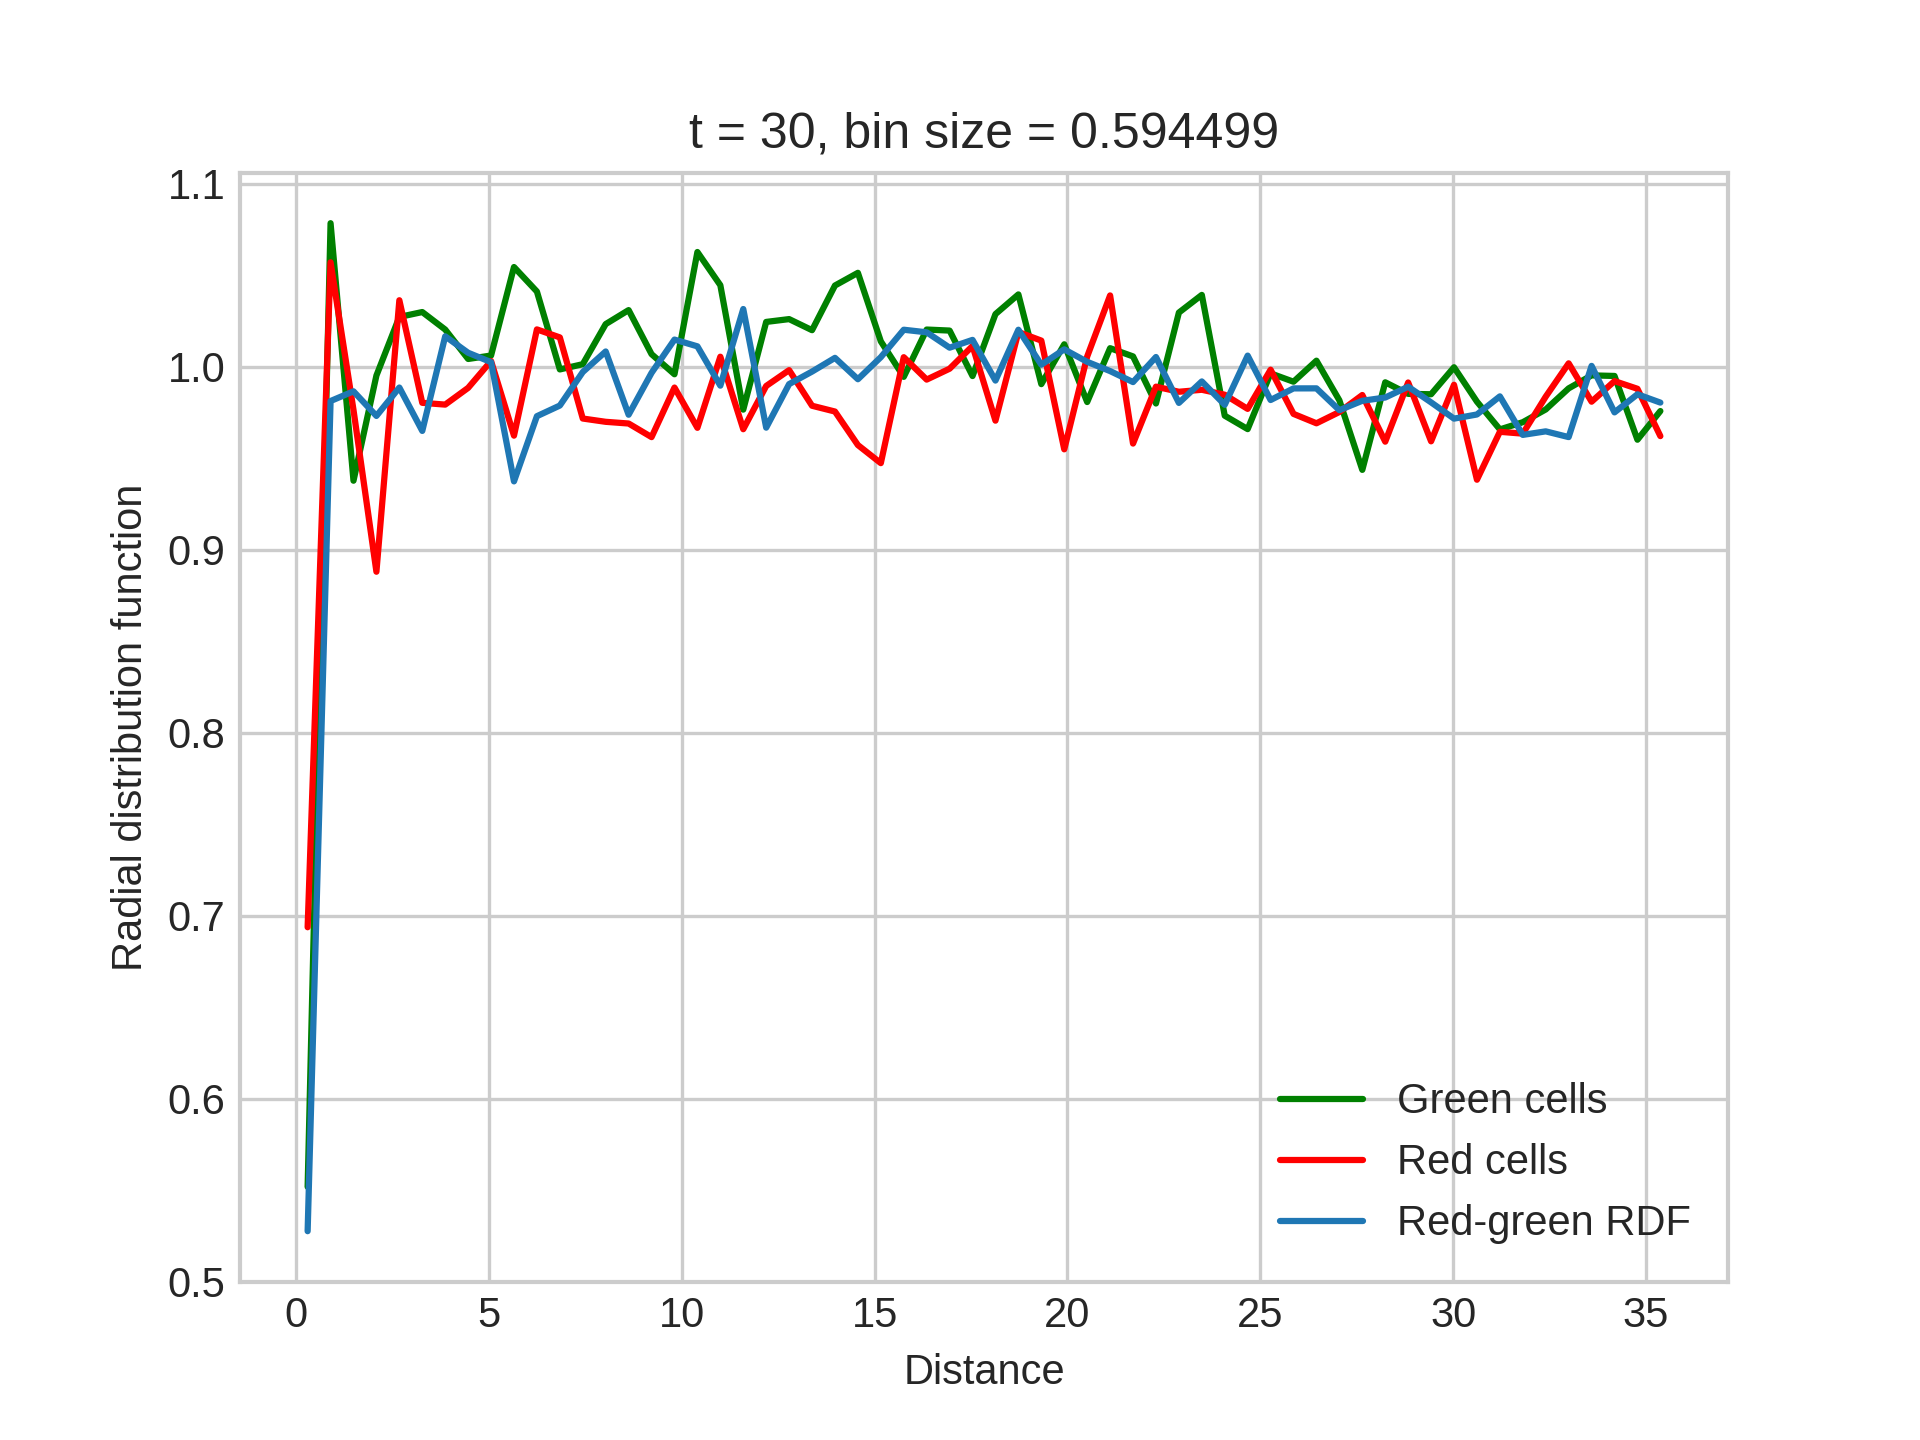 t = 30, bin size = 0.594499
1.1
1.0
0.9
0.8
0.7
0.6
0.5
Radial distribution function
0 5 10 15 20 25 30 35
Distance
Green cells
Red cells
Red-green RDF